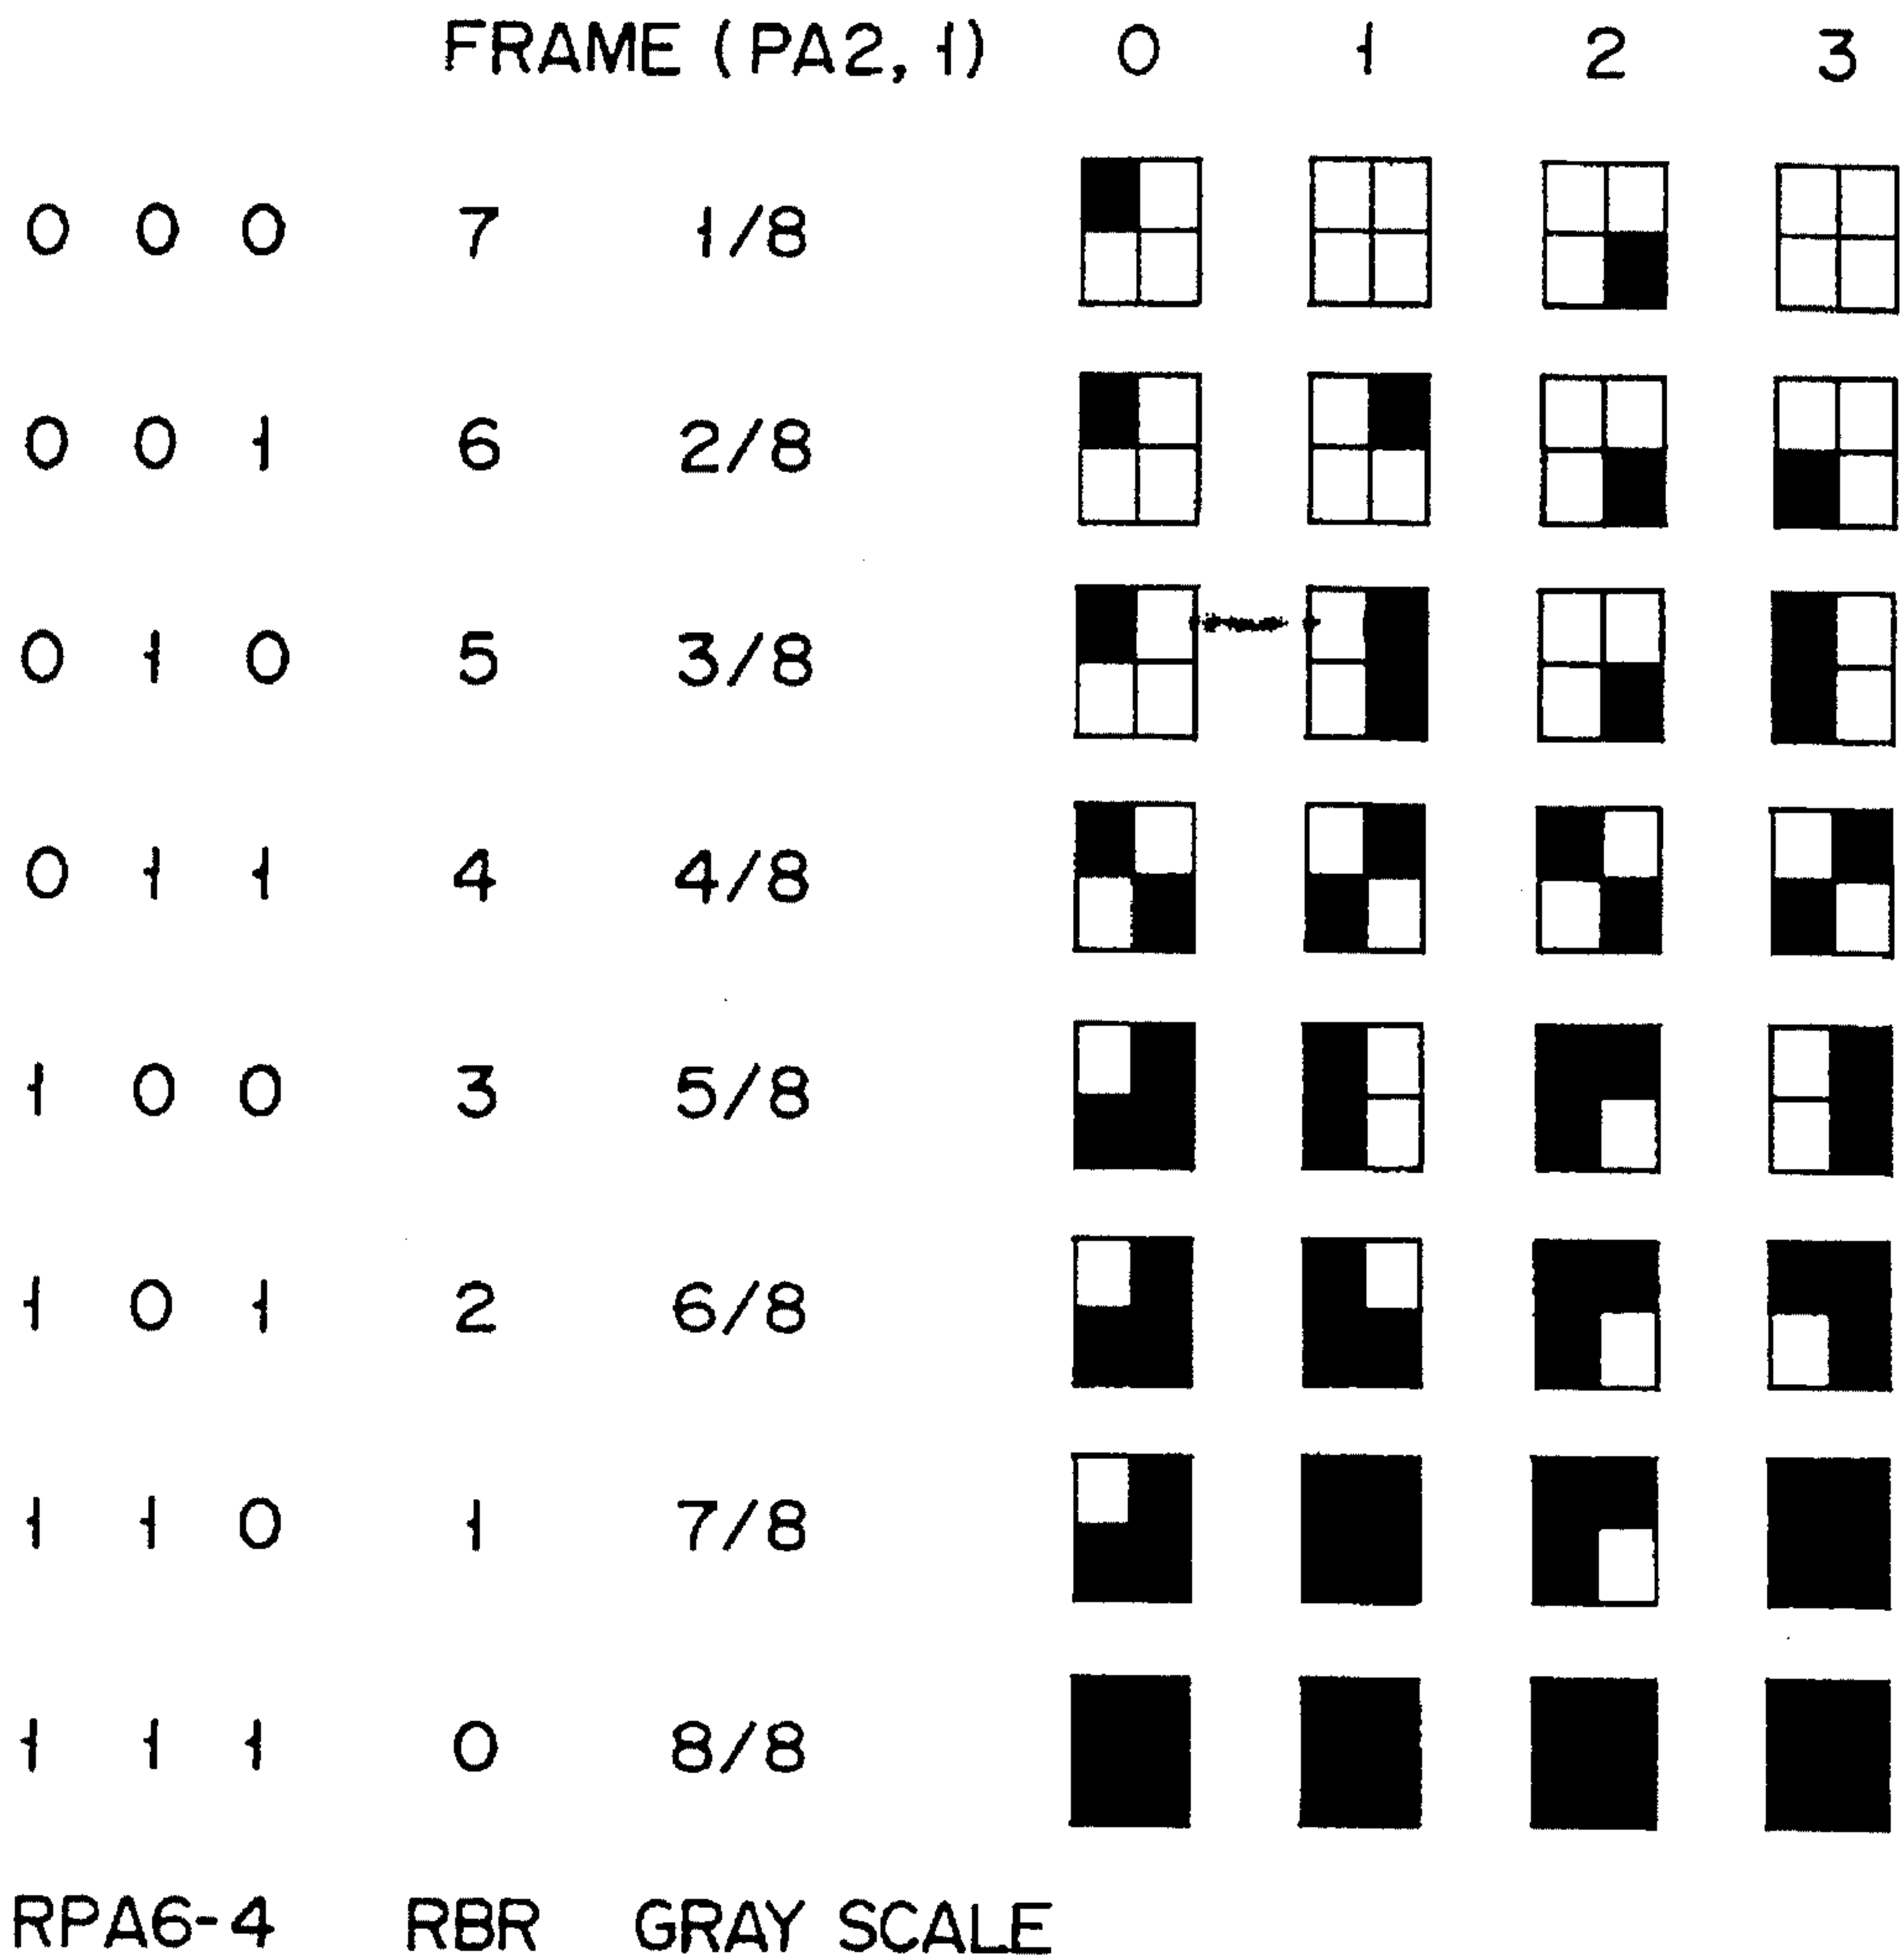 FRAME (PA2, 1) 0 1 2 3
0 0 0 7 1/8
0 0 1 6 2/8
0 1 0 5 3/8
0 1 1 4 4/8
1 0 0 3 5/8
1 0 1 2 6/8
1 1 0 1 7/8
1 1 1 0 8/8
RPA6-4 RBR GRAY SCALE